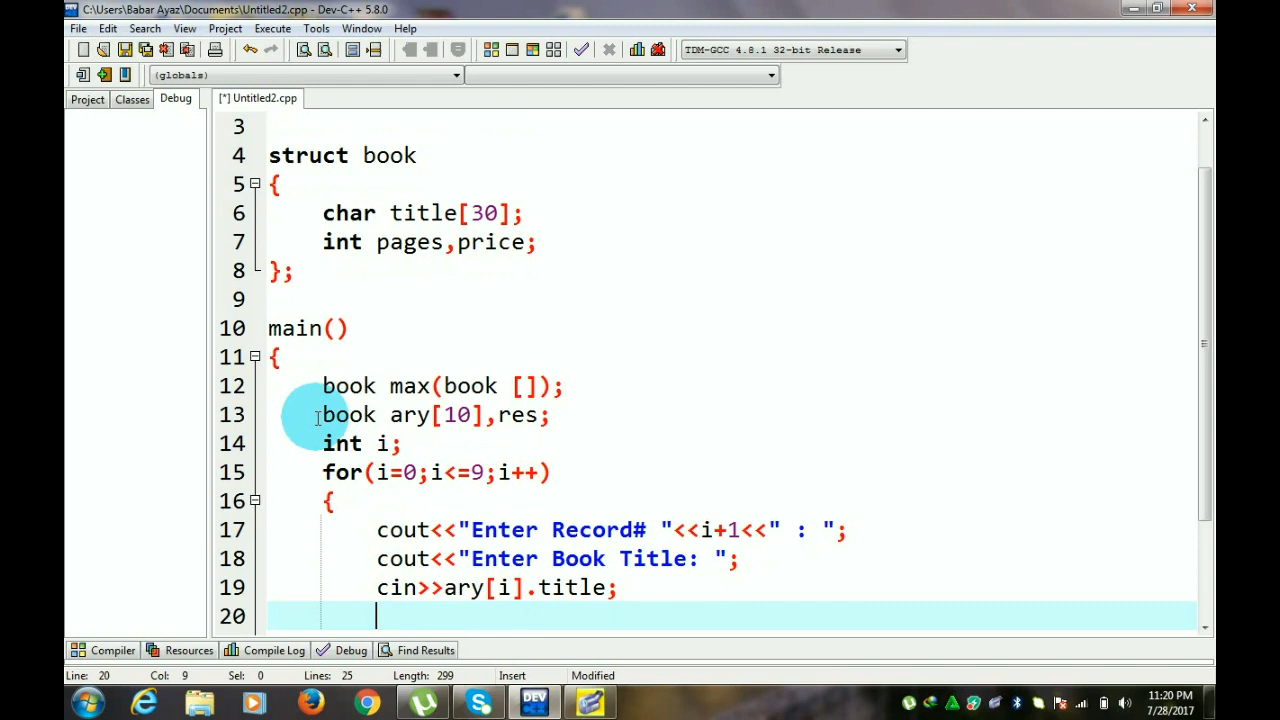 C:\Users\Babar Ayaz\Documents\Untitled2.cpp - Dev-C++ 5.8.0
File Edit Search View Project Execute Tools Window Help
TDM-GCC 4.8.1 32-bit Release
(globals)
Project Classes Debug [*] Untitled2.cpp
3
4 struct book
5 {
6 char title[30];
7 int pages,price;
8 };
9
10 main()
11 {
12 book max(book []);
13 book ary[10],res;
14 int i;
15 for(i=0;i<=9;i++)
16 {
17 cout<<"Enter Record# "<<i+1<<" : ";
18 cout<<"Enter Book Title: ";
19 cin>>ary[i].title;
20
Compiler Resources Compile Log Debug Find Results
Line: 20 Col: 9 Sel: 0 Lines: 25 Length: 299 Insert Modified
DEV
11:20 PM
7/28/2017